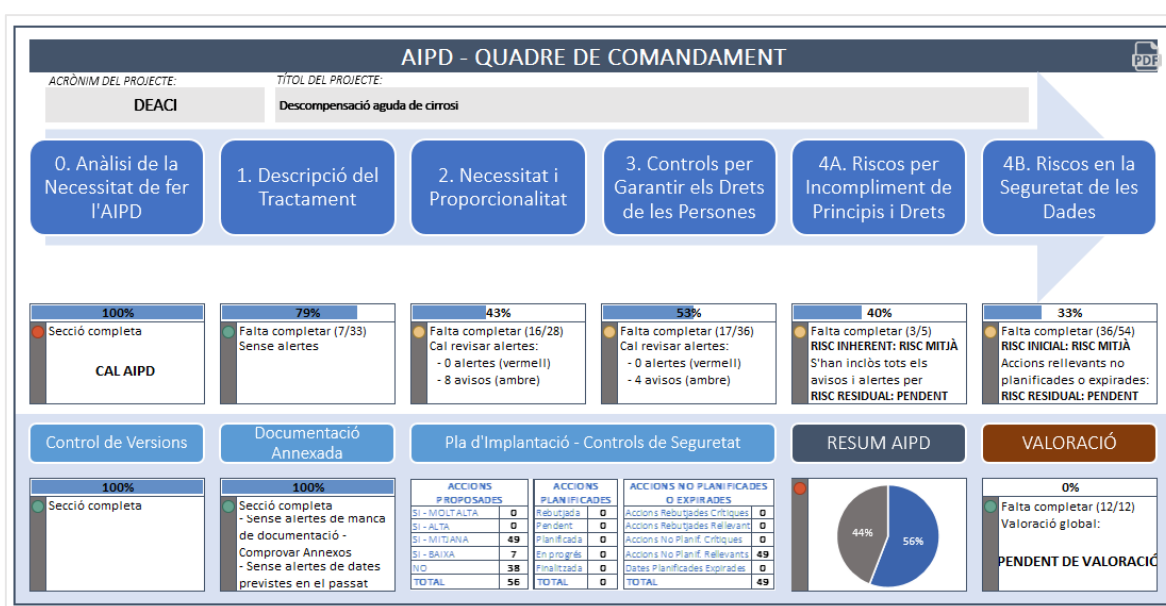 AIPD - QUADRE DE COMANDAMENT
PDF
ACRÒNIM DEL PROJECTE:
TÍTOL DEL PROJECTE:
DEACI
Descompensació aguda de cirrosi
0. Anàlisi de la
Necessitat de fer
l'AIPD
1. Descripció del
Tractament
2. Necessitat i
Proporcionalitat
3. Controls per
Garantir els Drets
de les Persones
4A. Riscos per
Incompliment de
Principis i Drets
4B. Riscos en la
Seguretat de les
Dades
100%
Secció completa
CAL AIPD
79%
Falta completar (7/33)
Sense alertes
43%
Falta completar (16/28)
Cal revisar alertes:
- 0 alertes (vermell)
- 8 avisos (ambre)
53%
Falta completar (17/36)
Cal revisar alertes:
- 0 alertes (vermell)
- 4 avisos (ambre)
40%
Falta completar (3/5)
RISC INHERENT: RISC MITJÀ
S'han inclòs tots els
avisos i alertes per
RISC RESIDUAL: PENDENT
33%
Falta completar (36/54)
RISC INICIAL: RISC MITJÀ
Accions rellevants no
planificades o expirades:
RISC RESIDUAL: PENDENT
Control de Versions
Documentació
Annexada
Pla d'Implantació - Controls de Seguretat
RESUM AIPD
VALORACIÓ
100%
Secció completa
100%
Secció completa
- Sense alertes de manca
de documentació -
Comprovar Annexos
- Sense alertes de dates
previstes en el passat
ACCIONS
PROPOSADES
SI - MOLT ALTA 0
SI - ALTA 0
SI - MITJANA 49
SI - BAIXA 7
NO 38
TOTAL 56
ACCIONS
PLANIFICADES
Rebutjada 0
Pendent 0
Planificada 0
En progrés 0
Finalitzada 0
TOTAL 0
ACCIONS NO PLANIFICADES
O EXPIRADES
Accions Rebutjades Crítiques 0
Accions Rebutjades Rellevant 0
Accions No Planif. Crítiques 0
Accions No Planif. Rellevants 49
Dates Planificades Expirades 0
TOTAL 49
44%
56%
0%
Falta completar (12/12)
Valoració global:
PENDENT DE VALORACIÓ